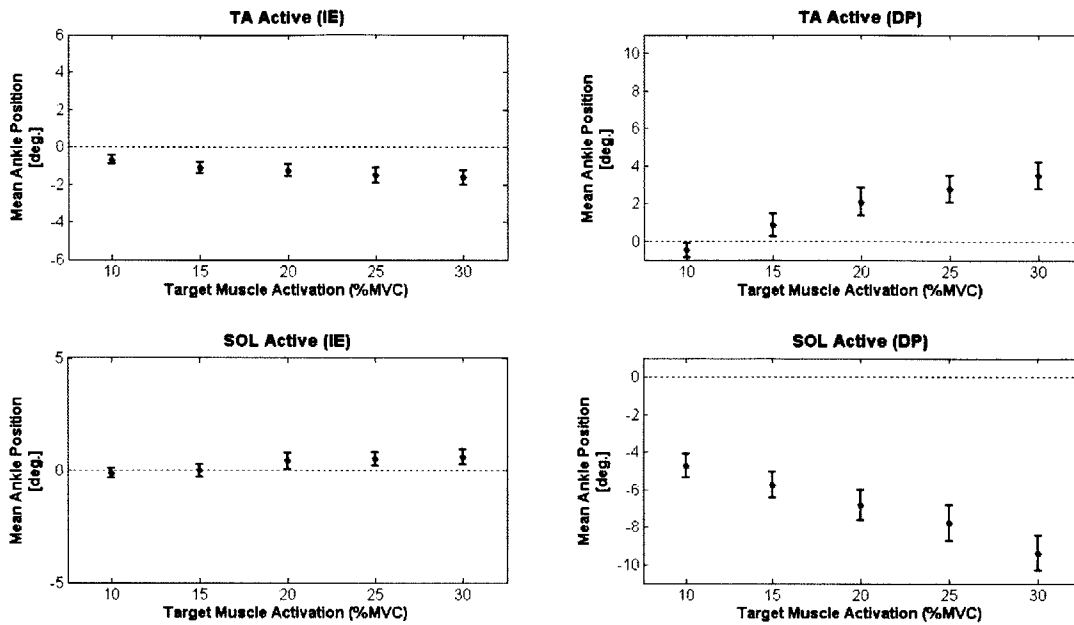 TA Active (IE)
6
4
2
0
-2
-4
-6
Mean Ankle Position
[deg.]
10 15 20 25 30
Target Muscle Activation (%MVC)
TA Active (DP)
10
8
6
4
2
0
Mean Ankle Position
[deg.]
10 15 20 25 30
Target Muscle Activation (%MVC)
SOL Active (IE)
5
0
-5
Mean Ankle Position
[deg.]
10 15 20 25 30
Target Muscle Activation (%MVC)
SOL Active (DP)
0
-2
-4
-6
-8
-10
Mean Ankle Position
[deg.]
10 15 20 25 30
Target Muscle Activation (%MVC)